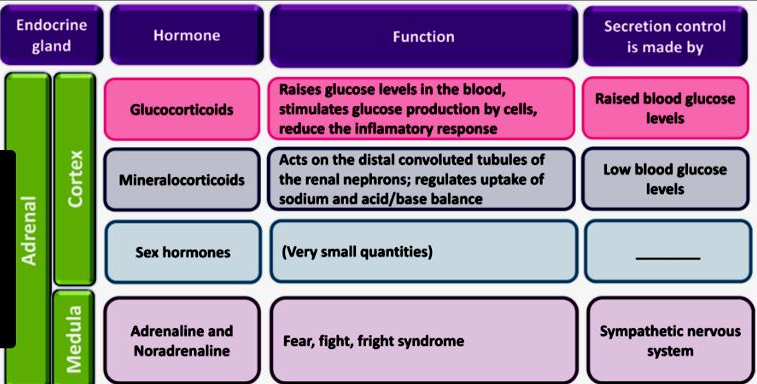 Endocrine
gland
Hormone
Function
Secretion control
is made by
Adrenal
Cortex
Glucocorticoids
Raises glucose levels in the blood,
stimulates glucose production by cells,
reduce the inflamatory response
Raised blood glucose
levels
Mineralocorticoids
Acts on the distal convoluted tubules of
the renal nephrons; regulates uptake of
sodium and acid/base balance
Low blood glucose
levels
Sex hormones
(Very small quantities)
Medula
Adrenaline and
Noradrenaline
Fear, fight, fright syndrome
Sympathetic nervous
system